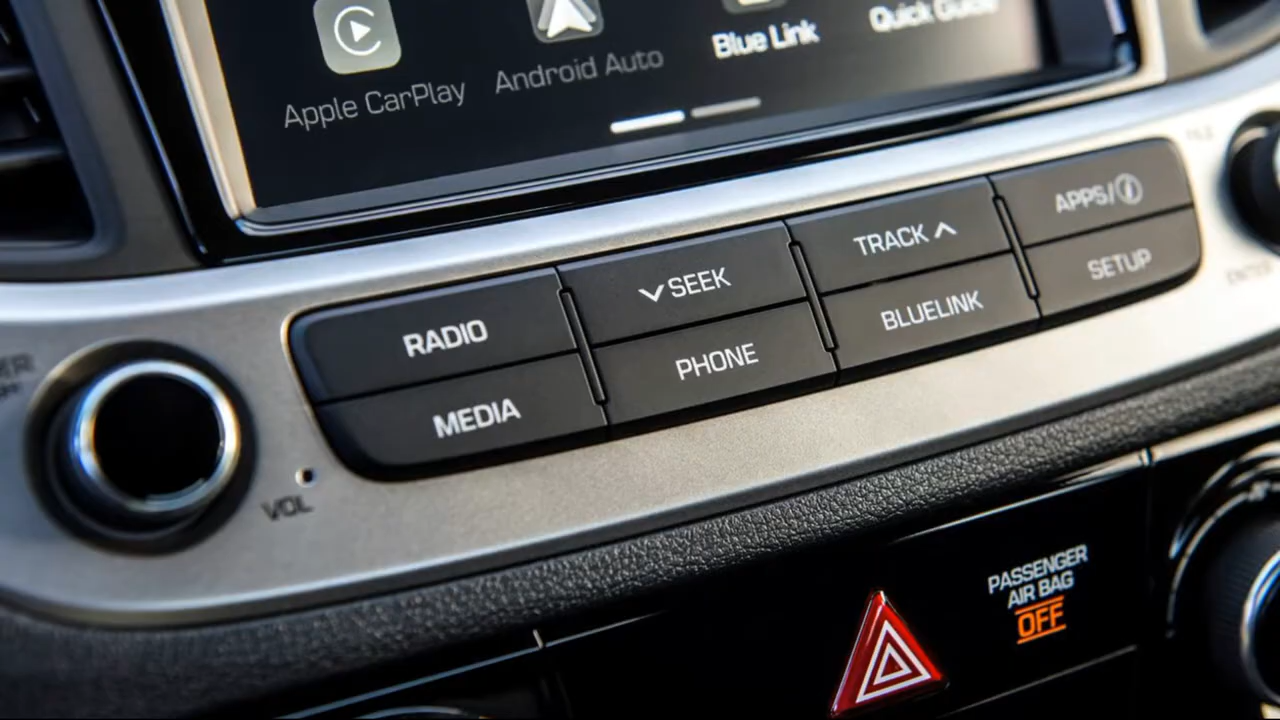 Apple CarPlay
Android Auto
Blue Link
Quick Guide
RADIO
SEEK
TRACK
APPS/i
MEDIA
PHONE
BLUELINK
SETUP
VOL
PASSENGER
AIR BAG
OFF